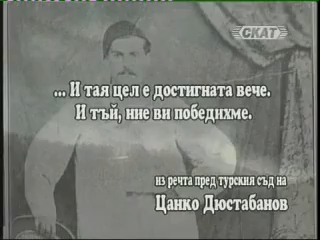 СКАТ
... И тая цел е достигната вече.
И тъй, ние ви победихме.
из речта пред турския съд на
Цанко Дюстабанов